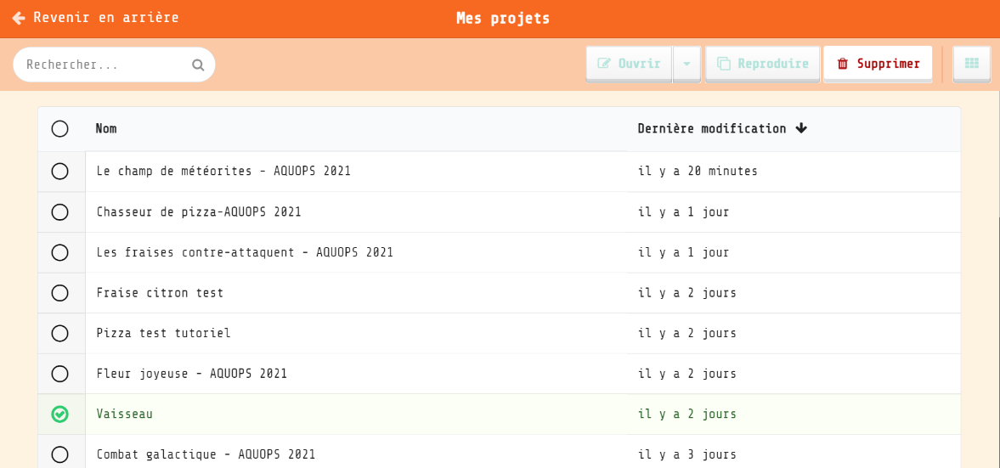 Revenir en arrière
Mes projets
Rechercher...
Ouvrir
Reproduire
Supprimer
Nom Dernière modification
Le champ de météorites - AQUOPS 2021 il y a 20 minutes
Chasseur de pizza-AQUOPS 2021 il y a 1 jour
Les fraises contre-attaquent - AQUOPS 2021 il y a 1 jour
Fraise citron test il y a 2 jours
Pizza test tutoriel il y a 2 jours
Fleur joyeuse - AQUOPS 2021 il y a 2 jours
Vaisseau il y a 2 jours
Combat galactique - AQUOPS 2021 il y a 3 jours